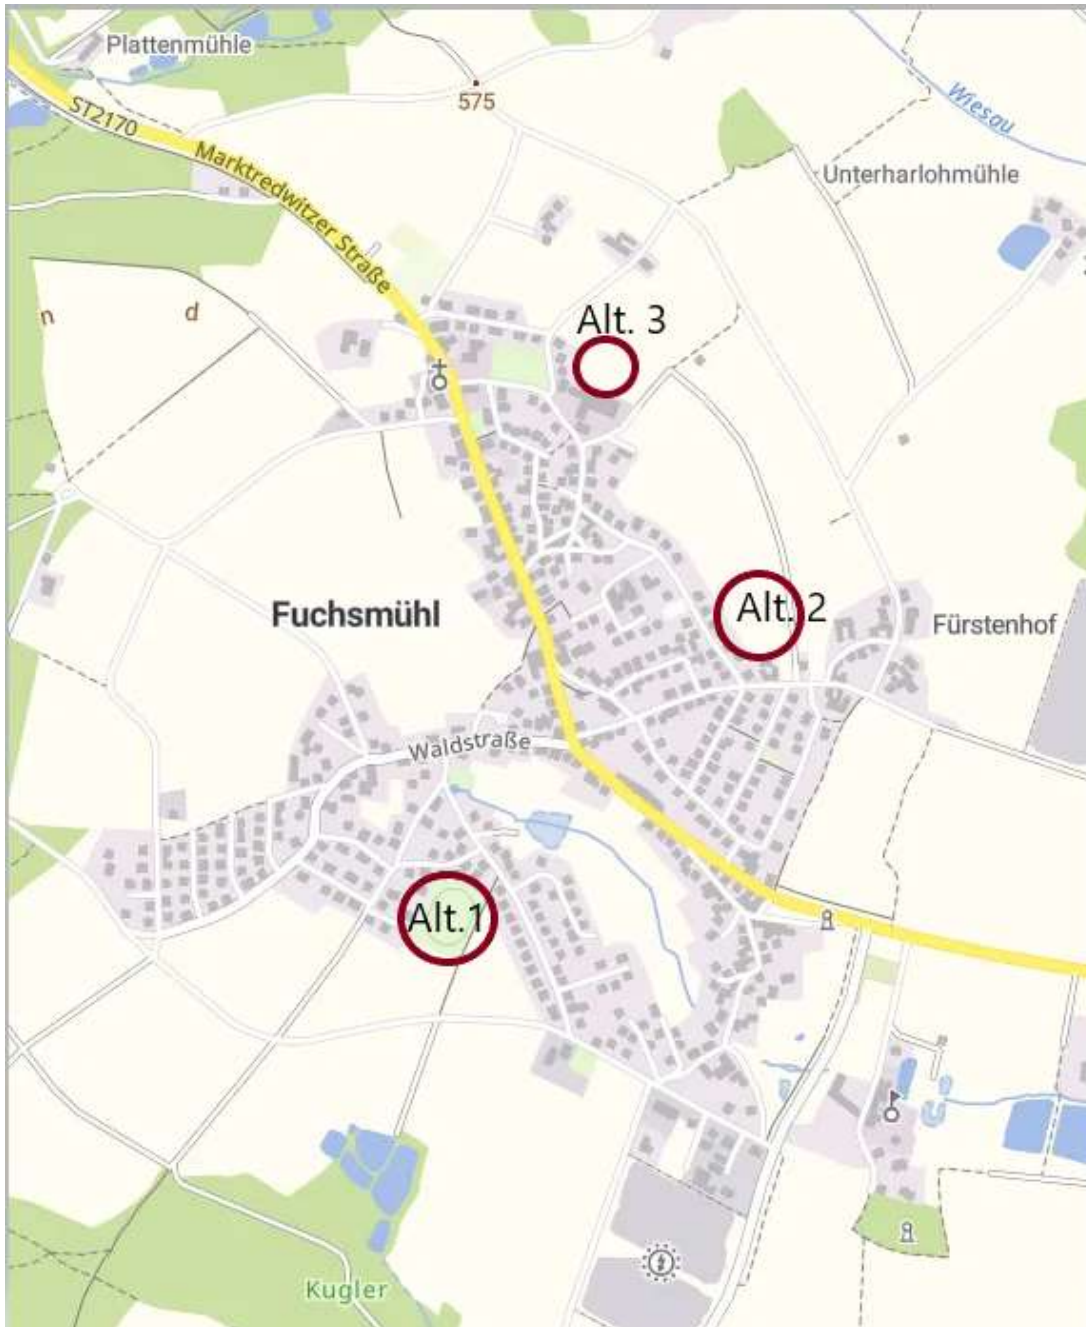 Plattenmühle
ST2170
575
Wiesau
Marktredwitzer Straße
Unterharlohmühle
n d
Alt. 3
Fuchsmühl
Alt. 2
Fürstenhof
Waldstraße
Alt.1
Kugler